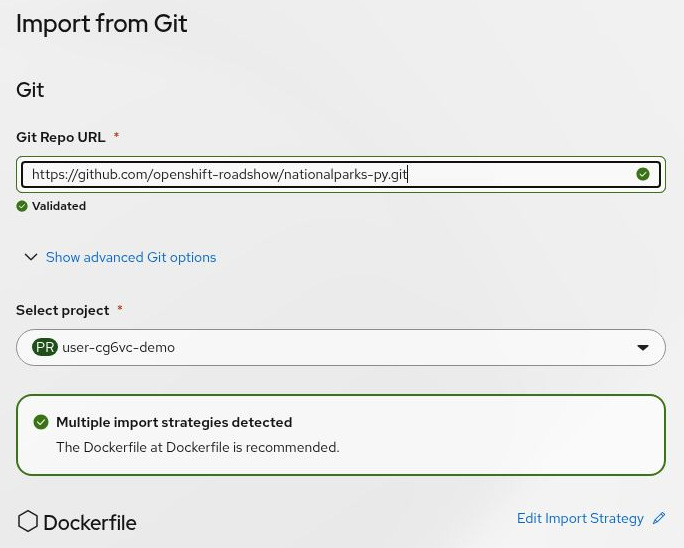 Import from Git
Git
Git Repo URL *
https://github.com/openshift-roadshow/nationalparks-py.git
Validated
Show advanced Git options
Select project *
PR user-cg6vc-demo
Multiple import strategies detected
The Dockerfile at Dockerfile is recommended.
Dockerfile
Edit Import Strategy